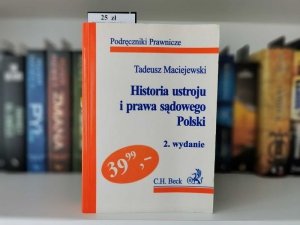 25 zł
Podręczniki Prawnicze
Tadeusz Maciejewski
Historia ustroju
i prawa sądowego
Polski
2. wydanie
39,99,-
C.H. Beck